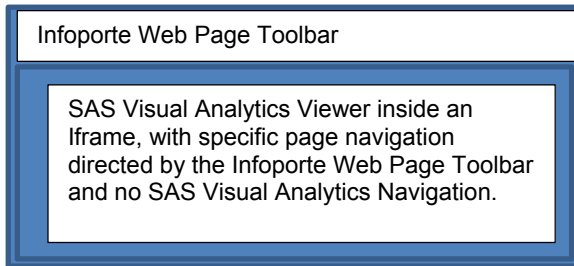 Infoporte Web Page Toolbar
SAS Visual Analytics Viewer inside an
Iframe, with specific page navigation
directed by the Infoporte Web Page Toolbar
and no SAS Visual Analytics Navigation.